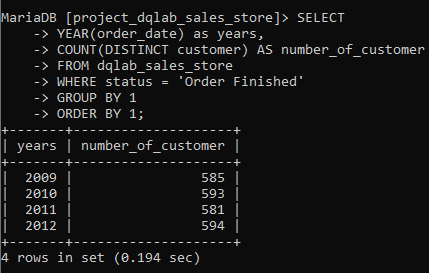 MariaDB [project_dqlab_sales_store]> SELECT
    -> YEAR(order_date) as years,
    -> COUNT(DISTINCT customer) AS number_of_customer
    -> FROM dqlab_sales_store
    -> WHERE status = 'Order Finished'
    -> GROUP BY 1
    -> ORDER BY 1;
+-------+--------------------+
| years | number_of_customer |
+-------+--------------------+
|  2009 |                585 |
|  2010 |                593 |
|  2011 |                581 |
|  2012 |                594 |
+-------+--------------------+
4 rows in set (0.194 sec)